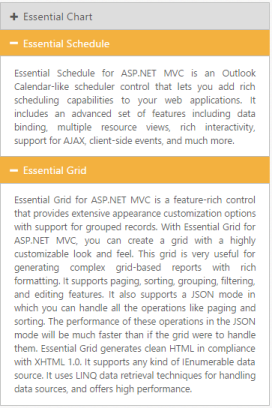 Essential Chart
Essential Schedule
Essential Schedule for ASP.NET MVC is an Outlook
Calendar-like scheduler control that lets you add rich
scheduling capabilities to your web applications. It
includes an advanced set of features including data
binding, multiple resource views, rich interactivity,
support for AJAX, client-side events, and much more.
Essential Grid
Essential Grid for ASP.NET MVC is a feature-rich control
that provides extensive appearance customization options
with support for grouped records. With Essential Grid for
ASP.NET MVC, you can create a grid with a highly
customizable look and feel. This grid is very useful for
generating complex grid-based reports with rich
formatting. It supports paging, sorting, grouping, filtering,
and editing features. It also supports a JSON mode in
which you can handle all the operations like paging and
sorting. The performance of these operations in the JSON
mode will be much faster than if the grid were to handle
them. Essential Grid generates clean HTML in compliance
with XHTML 1.0. It supports any kind of IEnumerable data
source. It uses LINQ data retrieval techniques for handling
data sources, and offers high performance.